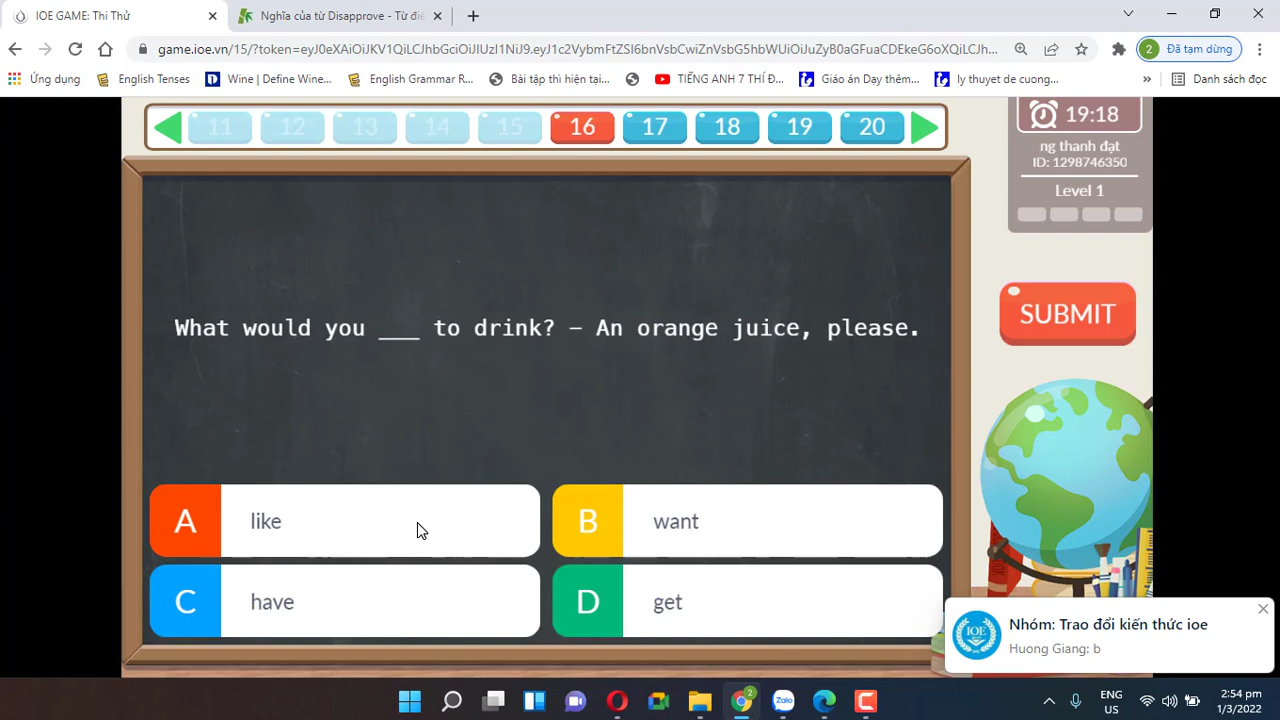 IOE GAME: Thi Thử
Nghĩa của từ Disapprove - Từ điể
game.ioe.vn/15/?token=
Đã tạm dừng
Ứng dụng
English Tenses
Wine | Define Wine...
English Grammar R...
Bài tập thì hiện tại...
TIẾNG ANH 7 THÍ Đ...
Giáo án Dạy thêm...
ly thuyet de cuong...
»
Danh sách đọc
11 12 13 14 15 16 17 18 19 20
19:18
ng thanh đạt
ID: 1298746350
Level 1
What would you ___ to drink? – An orange juice, please.
SUBMIT
A like
B want
C have
D get
IOE
Nhóm: Trao đổi kiến thức ioe
Huong Giang: b
2
Zalo
ENG
US
2:54 pm
1/3/2022